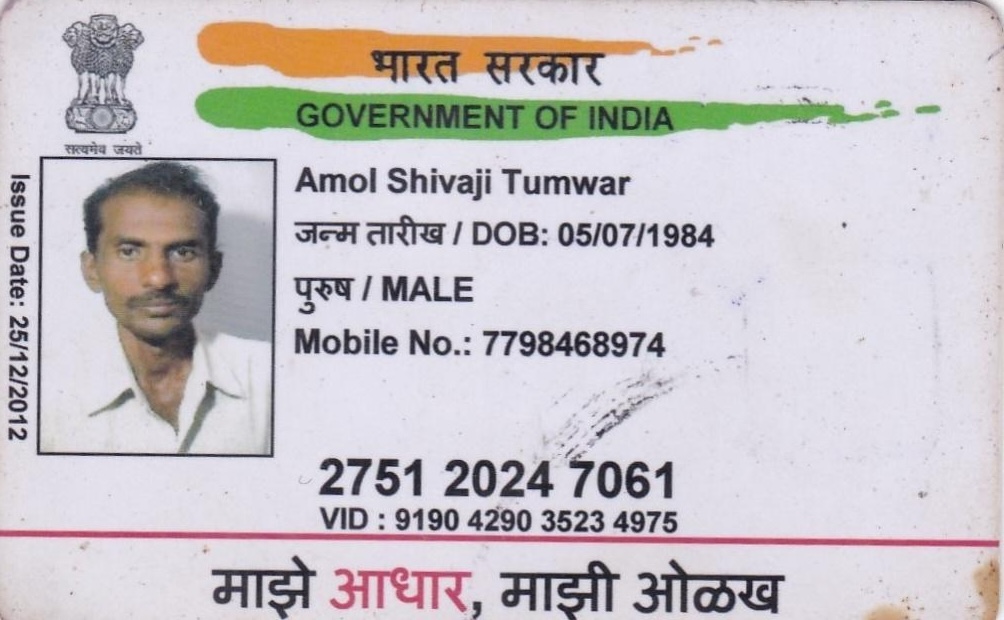 भारत सरकार
GOVERNMENT OF INDIA
सत्यमेव जयते
Issue Date: 25/12/2012
Amol Shivaji Tumwar
जन्म तारीख / DOB: 05/07/1984
पुरुष / MALE
Mobile No.: 7798468974
2751 2024 7061
VID : 9190 4290 3523 4975
माझे आधार, माझी ओळख